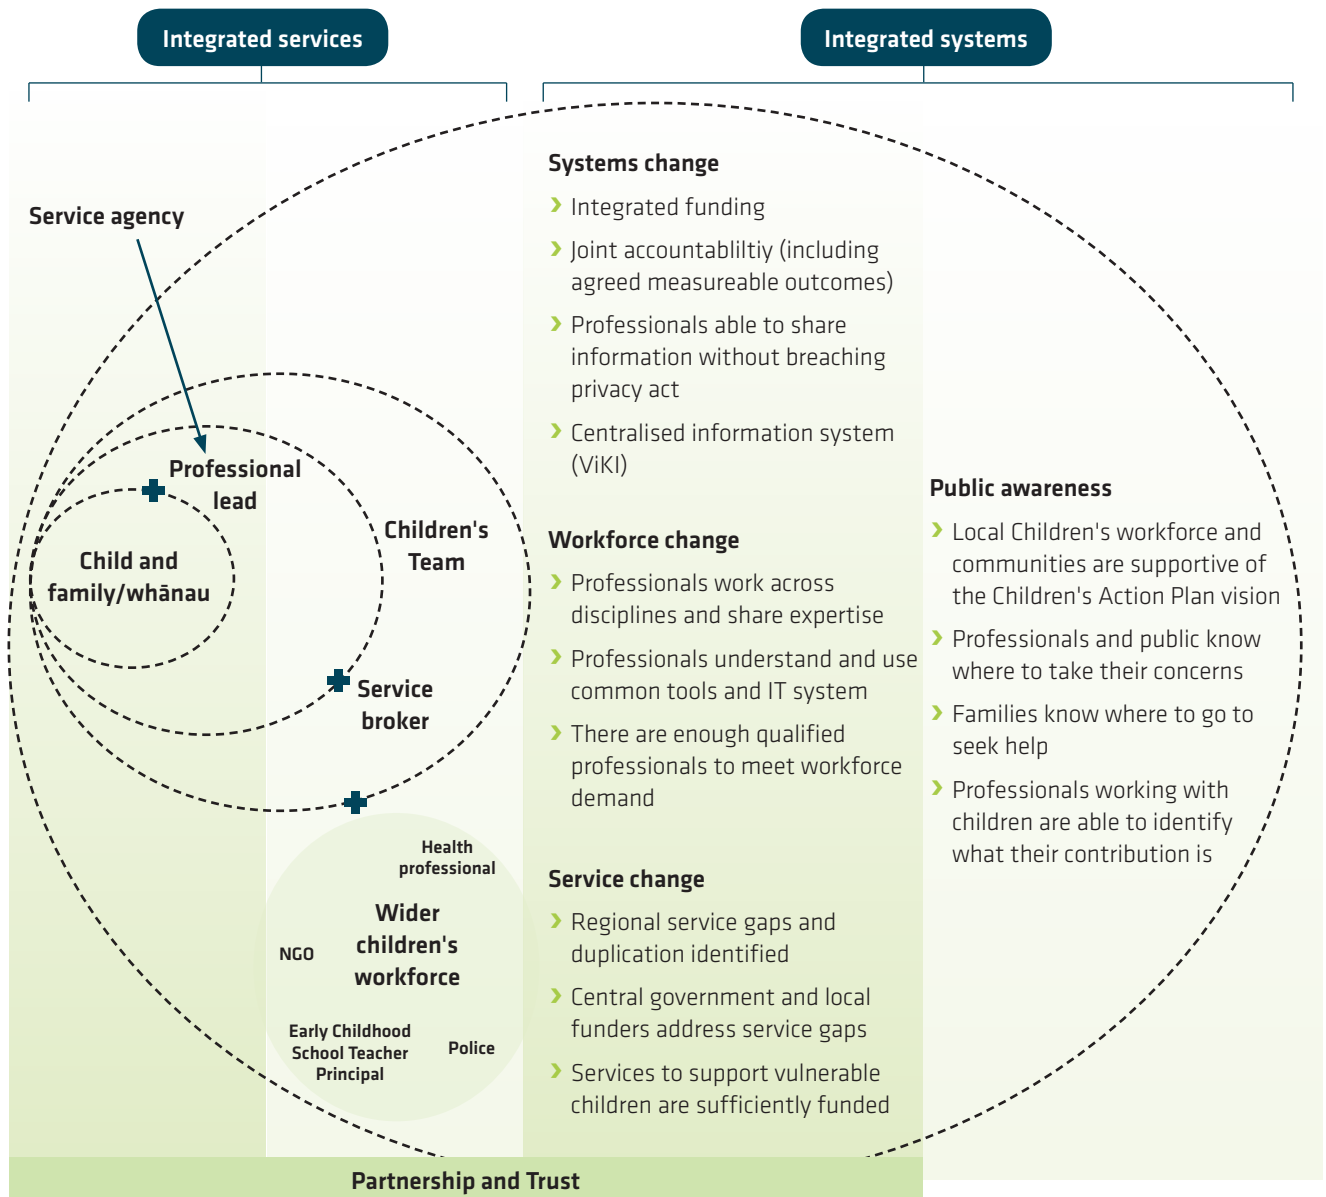 Integrated services
Integrated systems
Service agency
Professional
lead
Child and
family/whānau
Children's
Team
Service
broker
Health
professional
Wider
children's
workforce
NGO
Early Childhood
School Teacher
Principal
Police
Systems change
Integrated funding
Joint accountabliltiy (including
agreed measureable outcomes)
Professionals able to share
information without breaching
privacy act
Centralised information system
(ViKI)
Workforce change
Professionals work across
disciplines and share expertise
Professionals understand and use
common tools and IT system
There are enough qualified
professionals to meet workforce
demand
Service change
Regional service gaps and
duplication identified
Central government and local
funders address service gaps
Services to support vulnerable
children are sufficiently funded
Public awareness
Local Children's workforce and
communities are supportive of
the Children's Action Plan vision
Professionals and public know
where to take their concerns
Families know where to go to
seek help
Professionals working with
children are able to identify
what their contribution is
Partnership and Trust